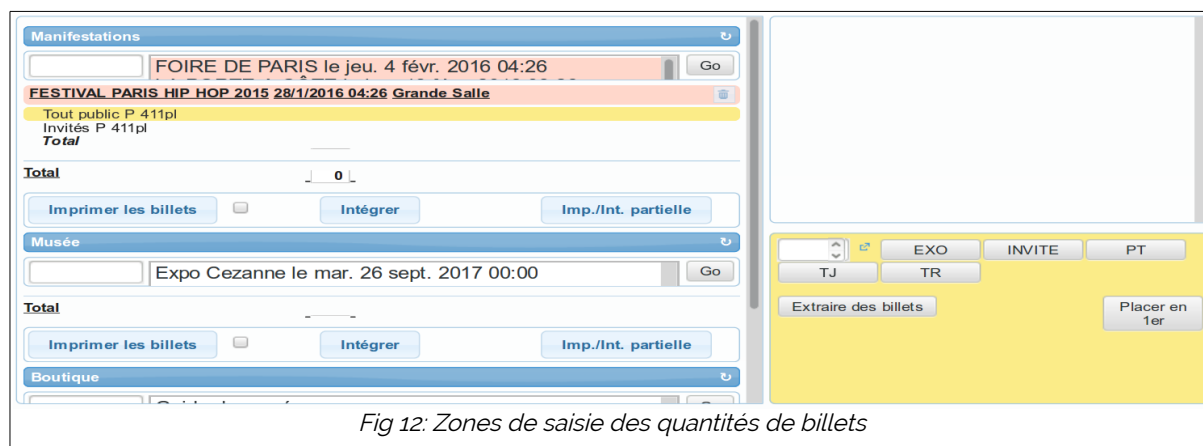 Manifestations
FOIRE DE PARIS le jeu. 4 févr. 2016 04:26
Go
FESTIVAL PARIS HIP HOP 2015 28/1/2016 04:26 Grande Salle
Tout public P 411pl
Invités P 411pl
Total
Total
0
Imprimer les billets Intégrer Imp./Int. partielle
Musée
Expo Cezanne le mar. 26 sept. 2017 00:00 Go
Total
Imprimer les billets Intégrer Imp./Int. partielle
Boutique
EXO INVITE PT
TJ TR
Extraire des billets Placer en
1er
Fig 12: Zones de saisie des quantités de billets